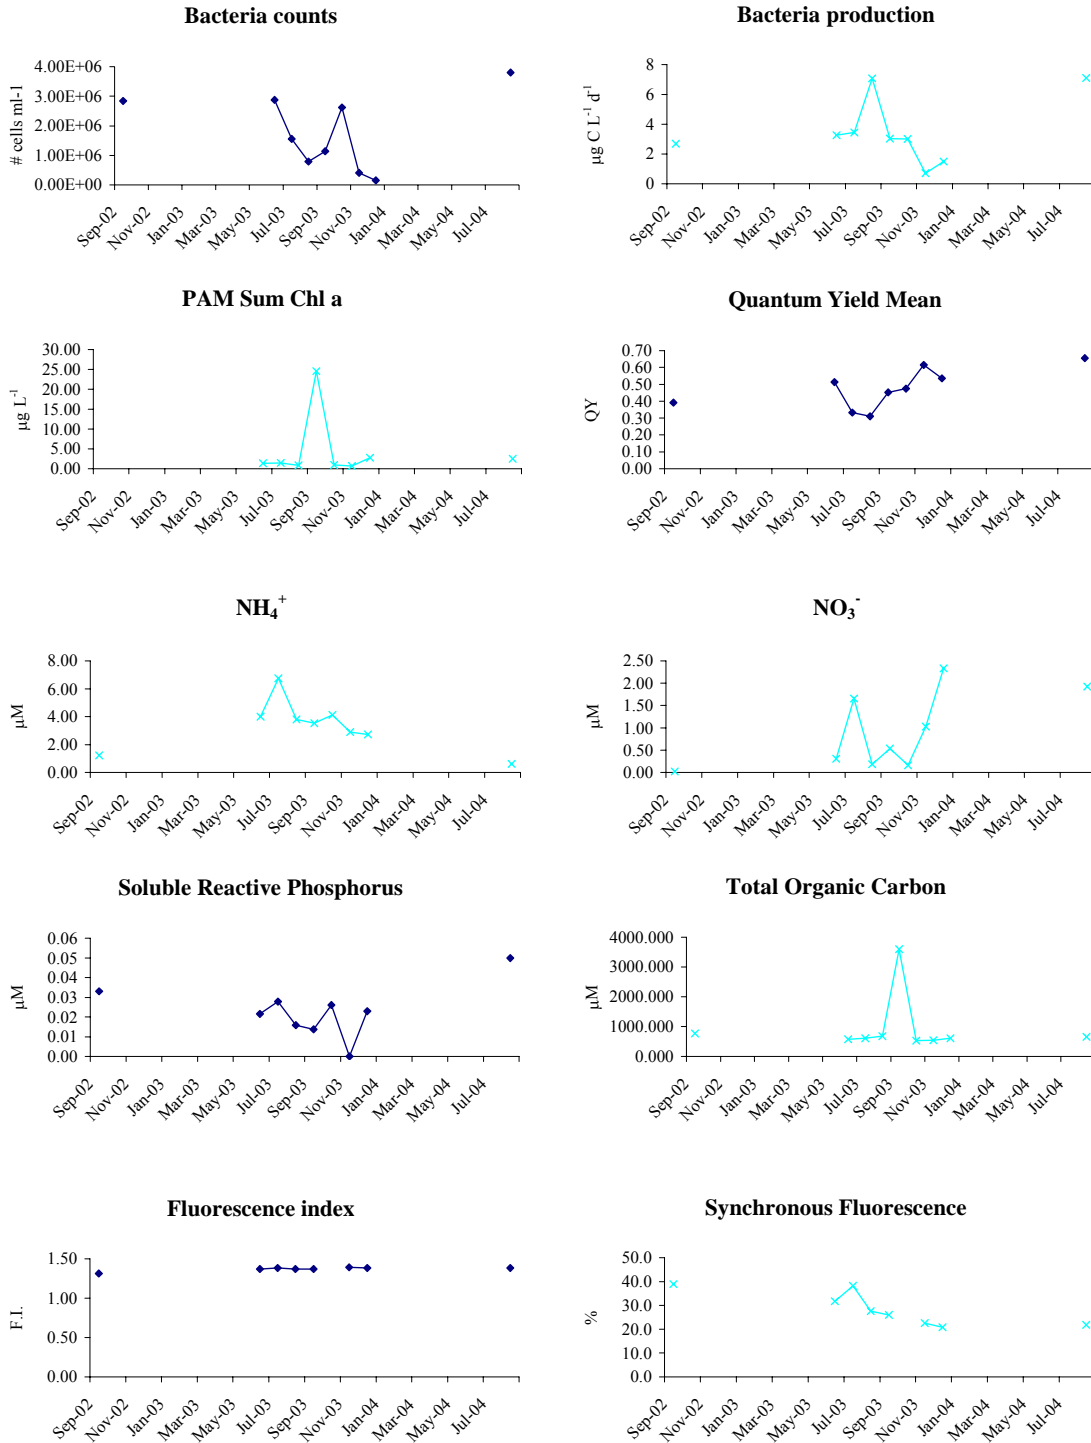 Bacteria counts
4.00E+06
3.00E+06
2.00E+06
1.00E+06
0.00E+00
# cells ml-1
Sep-02 Nov-02 Jan-03 Mar-03 May-03 Jul-03 Sep-03 Nov-03 Jan-04 Mar-04 May-04 Jul-04
Bacteria production
8
6
4
2
0
µg C L⁻¹ d⁻¹
Sep-02 Nov-02 Jan-03 Mar-03 May-03 Jul-03 Sep-03 Nov-03 Jan-04 Mar-04 May-04 Jul-04
PAM Sum Chl a
30.00
25.00
20.00
15.00
10.00
5.00
0.00
µg L⁻¹
Sep-02 Nov-02 Jan-03 Mar-03 May-03 Jul-03 Sep-03 Nov-03 Jan-04 Mar-04 May-04 Jul-04
Quantum Yield Mean
0.70
0.60
0.50
0.40
0.30
0.20
0.10
0.00
QY
Sep-02 Nov-02 Jan-03 Mar-03 May-03 Jul-03 Sep-03 Nov-03 Jan-04 Mar-04 May-04 Jul-04
NH₄⁺
8.00
6.00
4.00
2.00
0.00
µM
Sep-02 Nov-02 Jan-03 Mar-03 May-03 Jul-03 Sep-03 Nov-03 Jan-04 Mar-04 May-04 Jul-04
NO₃⁻
2.50
2.00
1.50
1.00
0.50
0.00
µM
Sep-02 Nov-02 Jan-03 Mar-03 May-03 Jul-03 Sep-03 Nov-03 Jan-04 Mar-04 May-04 Jul-04
Soluble Reactive Phosphorus
0.06
0.05
0.04
0.03
0.02
0.01
0.00
µM
Sep-02 Nov-02 Jan-03 Mar-03 May-03 Jul-03 Sep-03 Nov-03 Jan-04 Mar-04 May-04 Jul-04
Total Organic Carbon
4000.000
3000.000
2000.000
1000.000
0.000
µM
Sep-02 Nov-02 Jan-03 Mar-03 May-03 Jul-03 Sep-03 Nov-03 Jan-04 Mar-04 May-04 Jul-04
Fluorescence index
1.50
1.00
0.50
0.00
F.I.
Sep-02 Nov-02 Jan-03 Mar-03 May-03 Jul-03 Sep-03 Nov-03 Jan-04 Mar-04 May-04 Jul-04
Synchronous Fluorescence
50.0
40.0
30.0
20.0
10.0
0.0
%
Sep-02 Nov-02 Jan-03 Mar-03 May-03 Jul-03 Sep-03 Nov-03 Jan-04 Mar-04 May-04 Jul-04